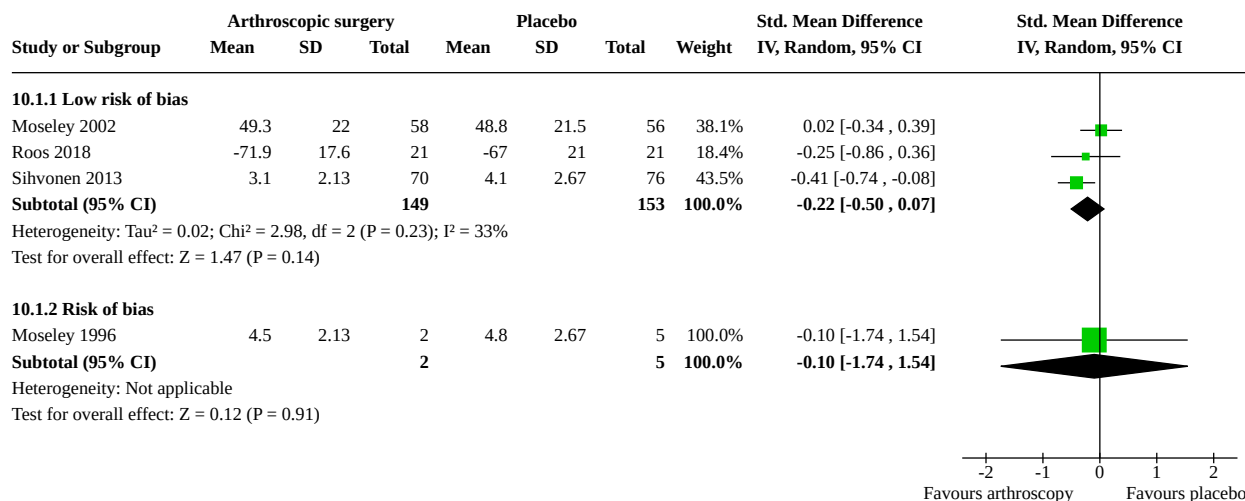 Arthroscopic surgery Placebo Std. Mean Difference Std. Mean Difference
Study or Subgroup Mean SD Total Mean SD Total Weight IV, Random, 95% CI IV, Random, 95% CI
10.1.1 Low risk of bias
Moseley 2002 49.3 22 58 48.8 21.5 56 38.1% 0.02 [-0.34 , 0.39]
Roos 2018 -71.9 17.6 21 -67 21 21 18.4% -0.25 [-0.86 , 0.36]
Sihvonen 2013 3.1 2.13 70 4.1 2.67 76 43.5% -0.41 [-0.74 , -0.08]
Subtotal (95% CI) 149 153 100.0% -0.22 [-0.50 , 0.07]
Heterogeneity: Tau² = 0.02; Chi² = 2.98, df = 2 (P = 0.23); I² = 33%
Test for overall effect: Z = 1.47 (P = 0.14)
10.1.2 Risk of bias
Moseley 1996 4.5 2.13 2 4.8 2.67 5 100.0% -0.10 [-1.74 , 1.54]
Subtotal (95% CI) 2 5 100.0% -0.10 [-1.74 , 1.54]
Heterogeneity: Not applicable
Test for overall effect: Z = 0.12 (P = 0.91)
-2 -1 0 1 2
Favours arthroscopy Favours placebo